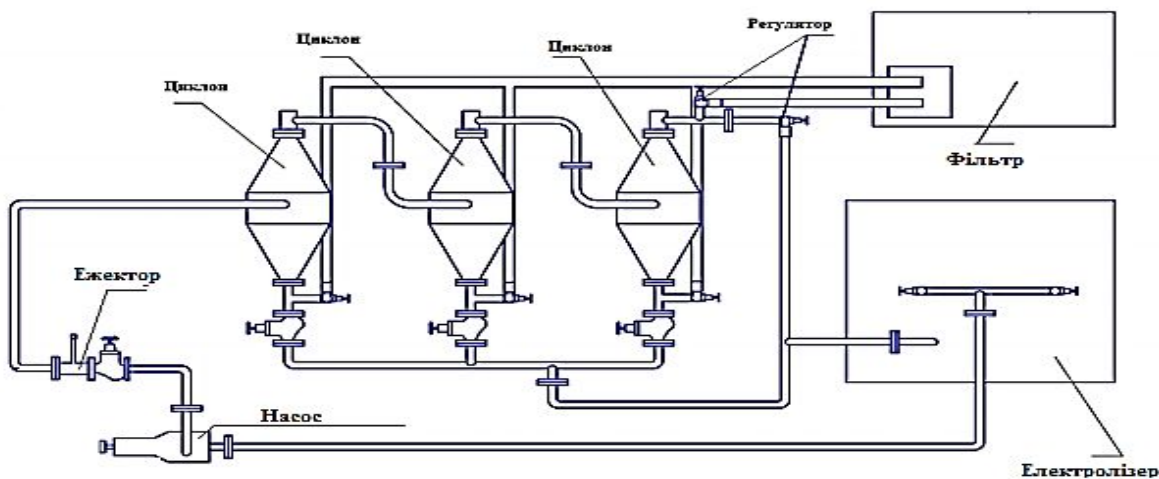 Циклон
Циклон
Циклон
Регулятор
Фільтр
Ежектор
Насос
Електролізер